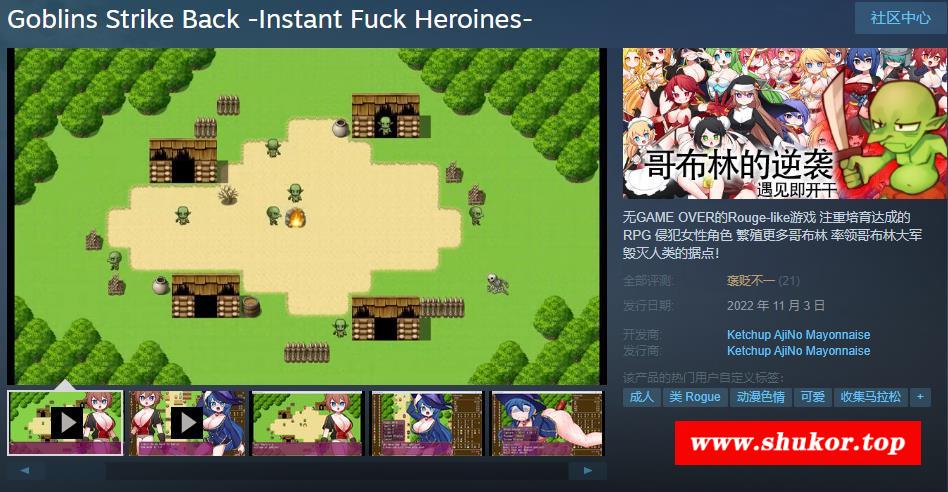 Goblins Strike Back -Instant Fuck Heroines-
社区中心
哥布林的逆袭
遇见即开干
无GAME OVER的Rouge-like游戏 注重培育达成的
RPG 侵犯女性角色 繁殖更多哥布林 率领哥布林大军
毁灭人类的据点！
全部评测： 褒贬不一 (21)
发行日期： 2022 年 11 月 3 日
开发商： Ketchup AjiNo Mayonnaise
发行商： Ketchup AjiNo Mayonnaise
该产品的热门用户自定义标签：
成人 类 Rogue 动漫色情 可爱 收集马拉松 +
www.shukor.top